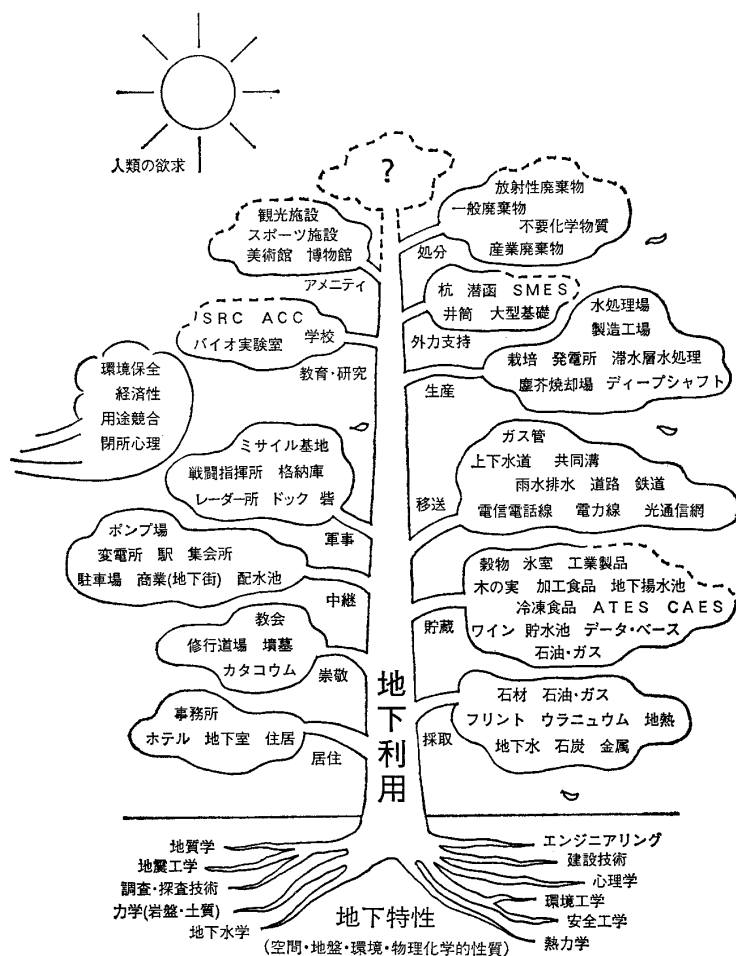 人類の欲求
?
放射性廃棄物
一般廃棄物
不要化学物質
産業廃棄物
処分
観光施設
スポーツ施設
美術館 博物館
アメニティ
杭 潜函 SMES
井筒 大型基礎
外力支持
SRC ACC
バイオ実験室 学校
教育・研究
水処理場
製造工場
栽培 発電所 滞水層水処理
塵芥焼却場 ディープシャフト
生産
環境保全
経済性
用途競合
閉所心理
ミサイル基地
戦闘指揮所 格納庫
レーダー所 ドック 砦
軍事
ガス管
上下水道 共同溝
雨水排水 道路 鉄道
電信電話線 電力線 光通信網
移送
ポンプ場
変電所 駅 集会所
駐車場 商業(地下街) 配水池
中継
穀物 氷室 工業製品
木の実 加工食品 地下揚水池
冷凍食品 ATES CAES
ワイン 貯水池 データ・ベース
石油・ガス
貯蔵
教会
修行道場 墳墓
カタコウム
崇敬
石材 石油・ガス
フリント ウラニュウム 地熱
地下水 石炭 金属
採取
事務所
ホテル 地下室 住居
居住
地下利用
地質学
地震工学
調査・探査技術
力学(岩盤・土質)
地下水学
エンジニアリング
建設技術
心理学
環境工学
安全工学
熱力学
地下特性
(空間・地盤・環境・物理化学的性質)